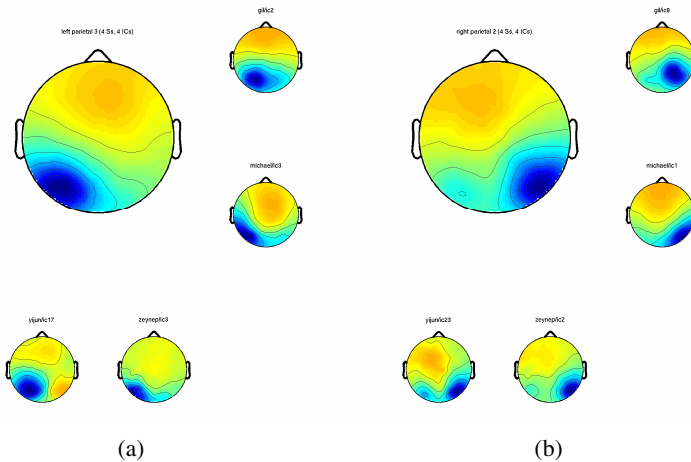 gil/ic2
left parietal 3 (4 Ss, 4 ICs)
michael/ic3
yijun/ic17
zeynep/ic3
(a)
gil/ic8
right parietal 2 (4 Ss, 4 ICs)
michael/ic1
yijun/ic23
zeynep/ic2
(b)